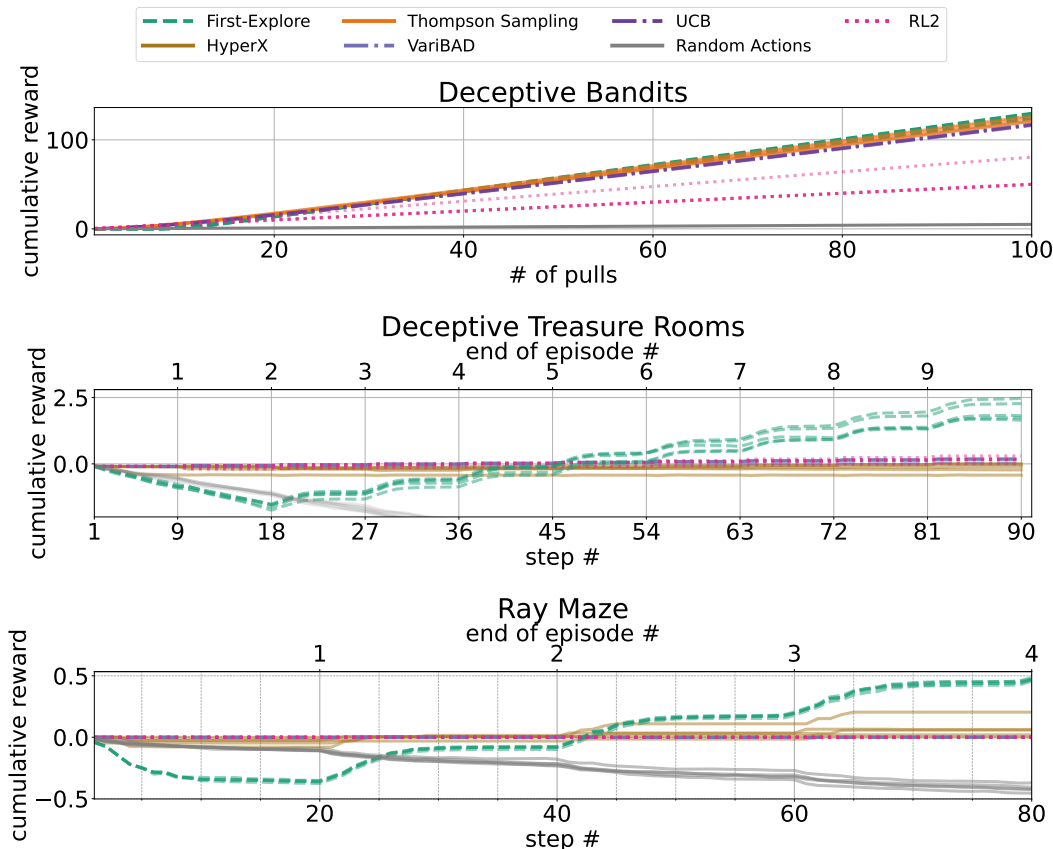 First-Explore Thompson Sampling UCB RL2
HyperX VariBAD Random Actions
Deceptive Bandits
cumulative reward
100
0
20 40 60 80 100
# of pulls
Deceptive Treasure Rooms
end of episode #
1 2 3 4 5 6 7 8 9
cumulative reward
2.5
0.0
1 9 18 27 36 45 54 63 72 81 90
step #
Ray Maze
end of episode #
1 2 3 4
cumulative reward
0.5
0.0
−0.5
20 40 60 80
step #